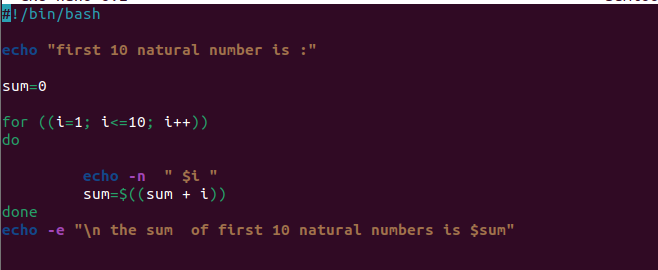 #!/bin/bash
echo "first 10 natural number is :"
sum=0
for ((i=1; i<=10; i++))
do
echo -n  " $i "
sum=$((sum + i))
done
echo -e "\n the sum  of first 10 natural numbers is $sum"